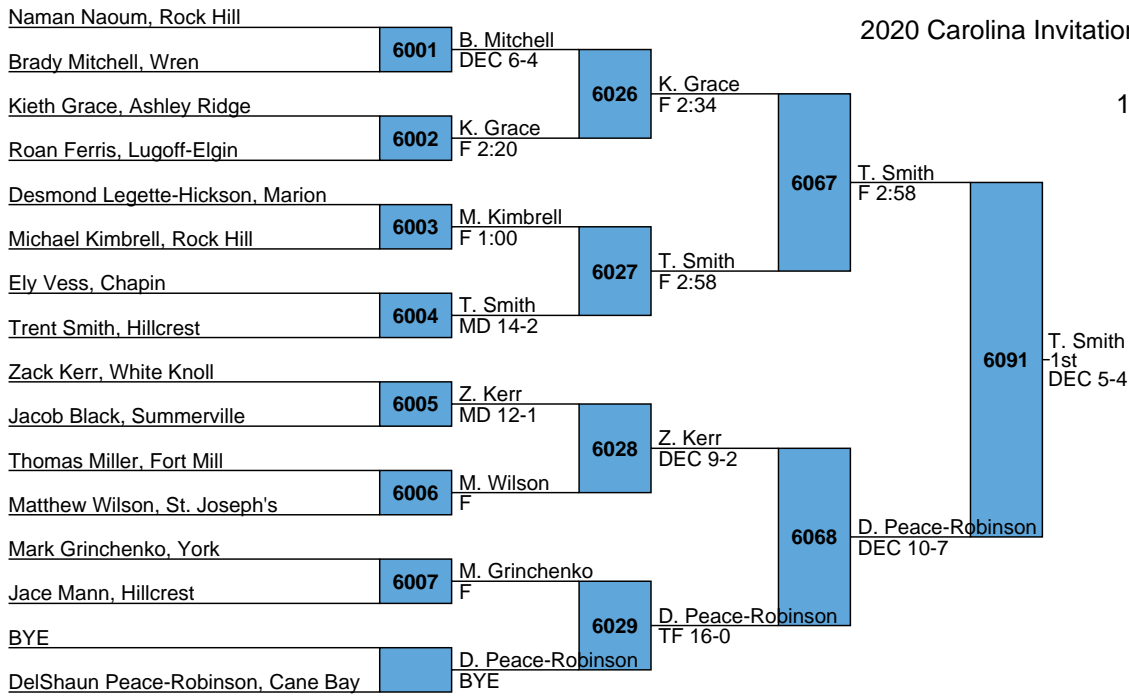 Naman Naoum, Rock Hill
2020 Carolina Invitation
6001
B. Mitchell
DEC 6-4
Brady Mitchell, Wren
6026
K. Grace
F 2:34
1
Kieth Grace, Ashley Ridge
6002
K. Grace
F 2:20
Roan Ferris, Lugoff-Elgin
6067
T. Smith
F 2:58
Desmond Legette-Hickson, Marion
6003
M. Kimbrell
F 1:00
Michael Kimbrell, Rock Hill
6027
T. Smith
F 2:58
Ely Vess, Chapin
6004
T. Smith
MD 14-2
Trent Smith, Hillcrest
6091
T. Smith
1st
DEC 5-4
Zack Kerr, White Knoll
6005
Z. Kerr
MD 12-1
Jacob Black, Summerville
6028
Z. Kerr
DEC 9-2
Thomas Miller, Fort Mill
6006
M. Wilson
F
Matthew Wilson, St. Joseph's
6068
D. Peace-Robinson
DEC 10-7
Mark Grinchenko, York
6007
M. Grinchenko
F
Jace Mann, Hillcrest
6029
D. Peace-Robinson
TF 16-0
BYE
D. Peace-Robinson
BYE
DelShaun Peace-Robinson, Cane Bay